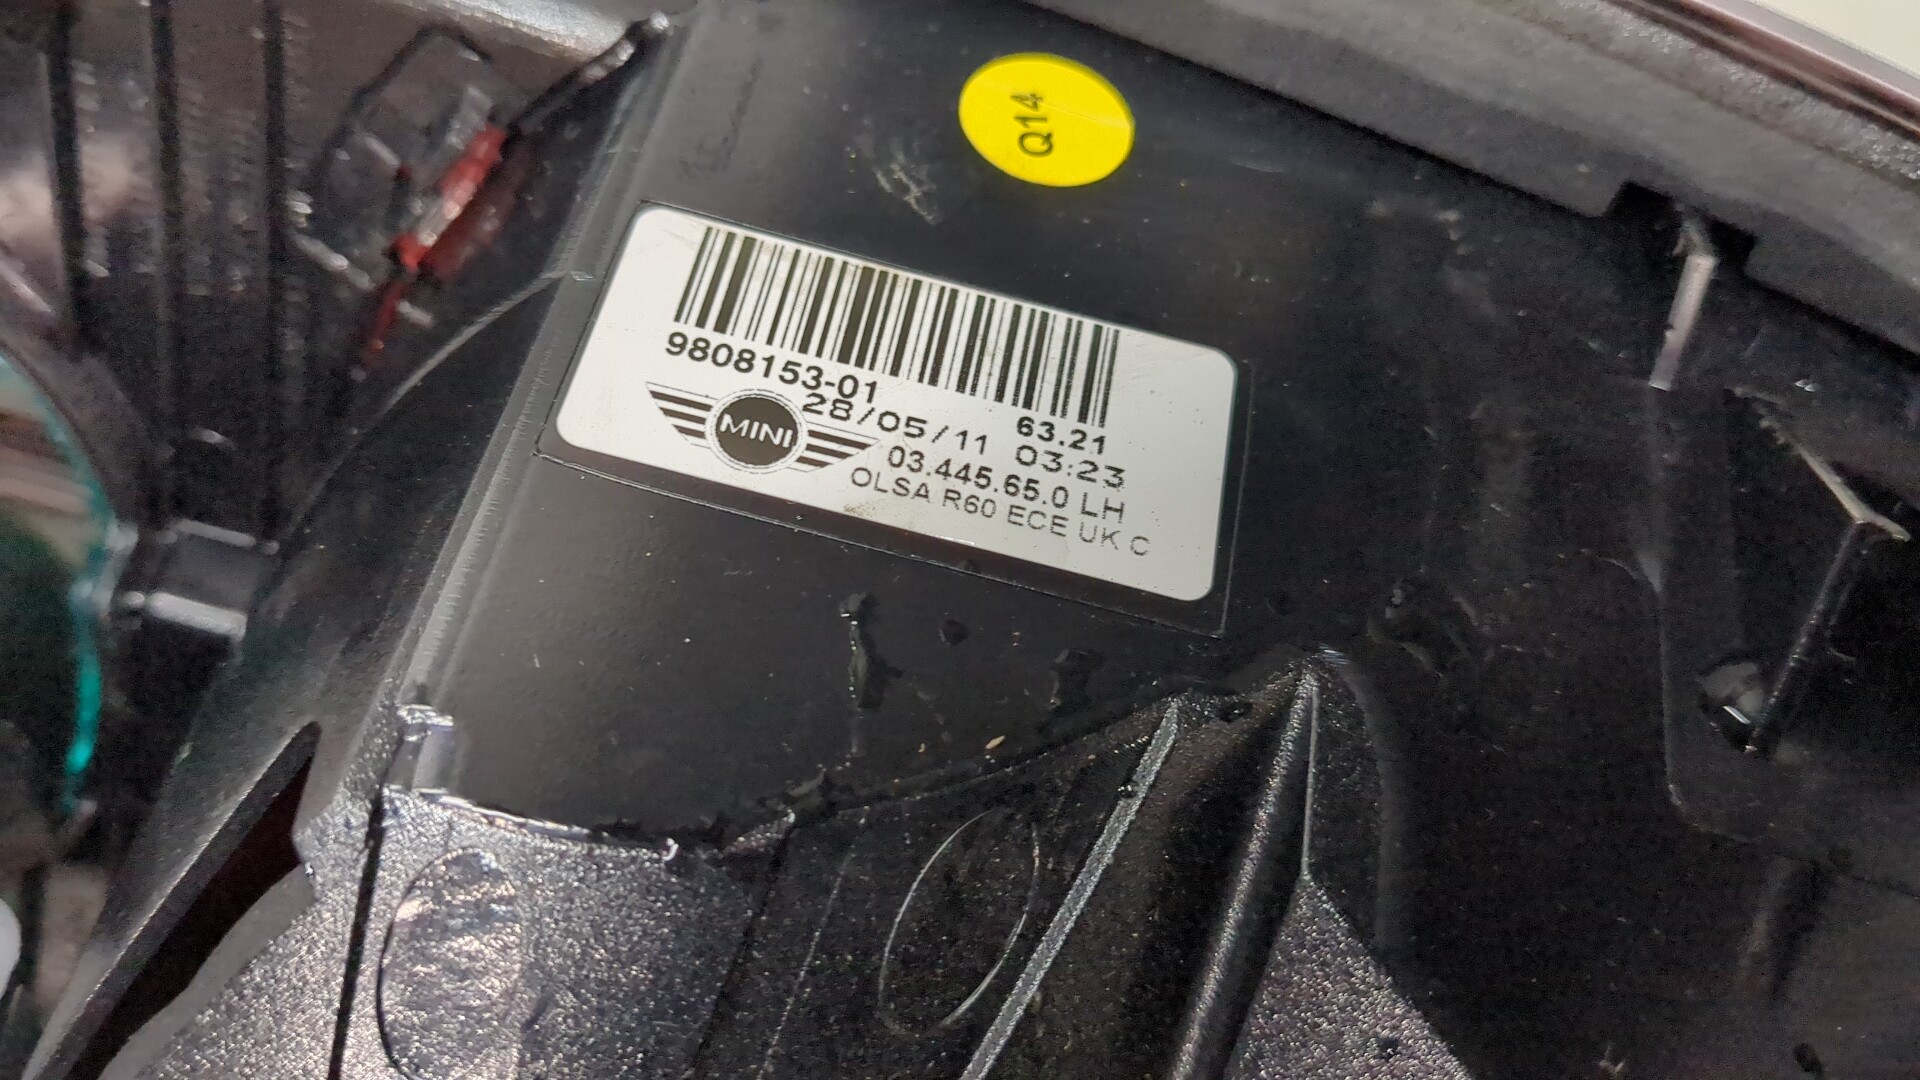 Q14
9808153-01
63.21
MINI
28/05/11 03:23
03.445.65.0 LH
OLSA R60 ECE UK C